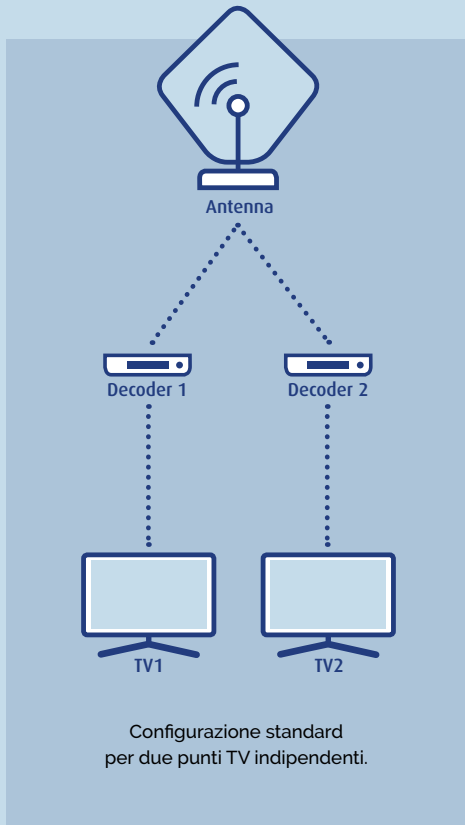 Antenna
Decoder 1
Decoder 2
TV1
TV2
Configurazione standard
per due punti TV indipendenti.